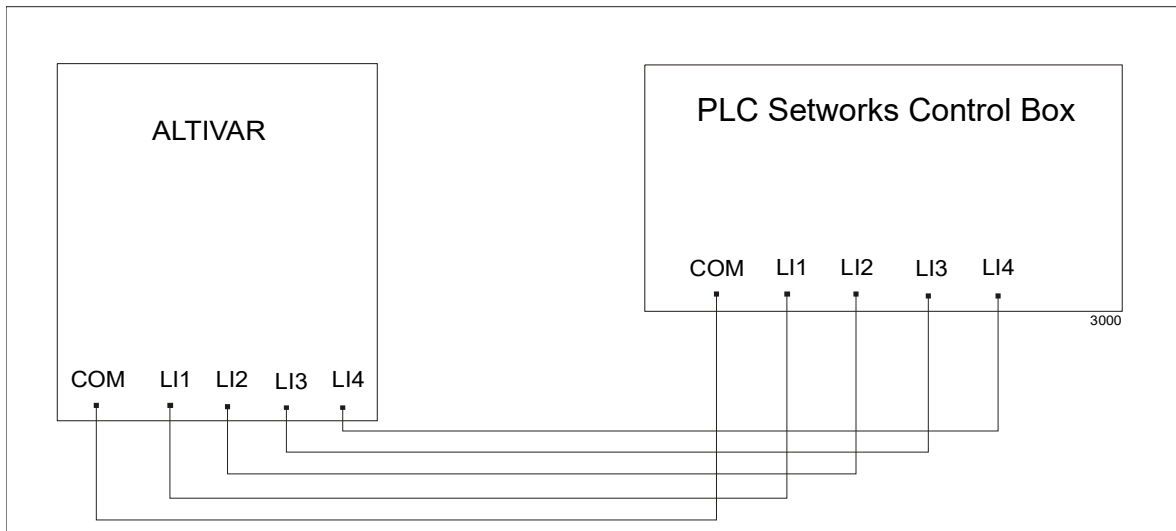 ALTIVAR
PLC Setworks Control Box
COM LI1 LI2 LI3 LI4
3000
COM LI1 LI2 LI3 LI4